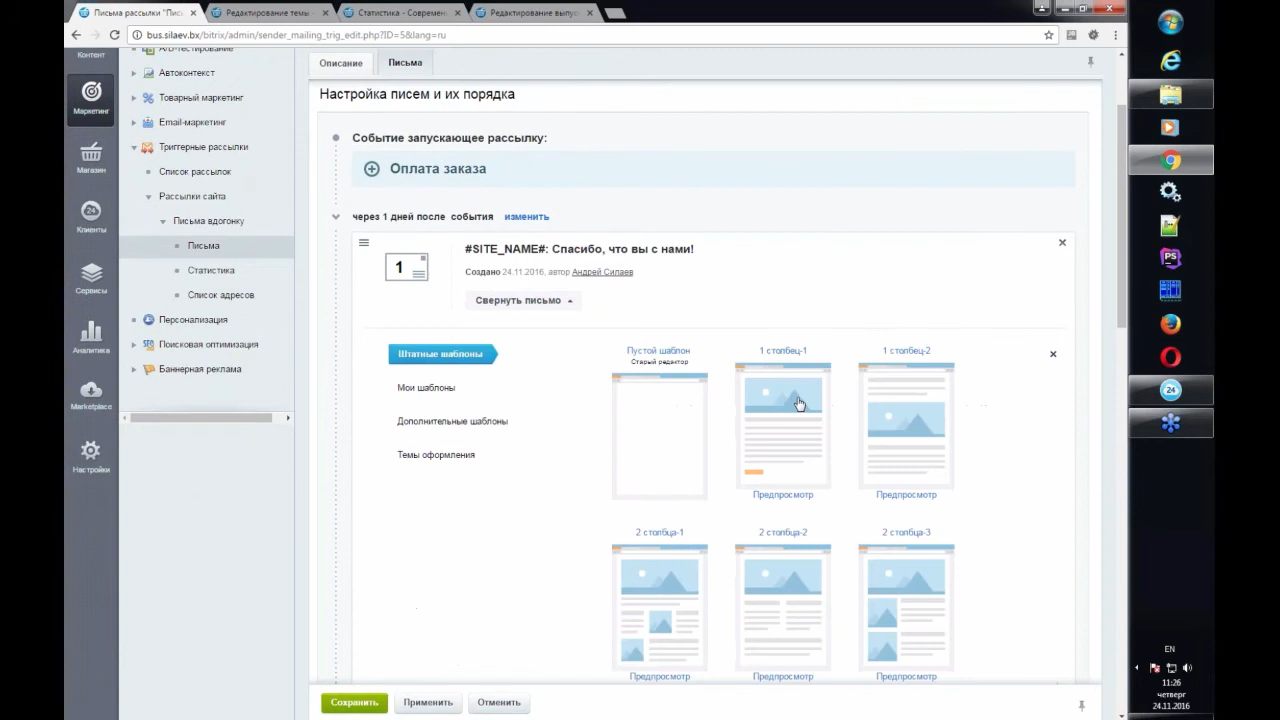 Письма рассылки "Пись
Редактирование темы
Статистика - Современ
Редактирование выпус
bus.silaev.bx/bitrix/admin/sender_mailing_trig_edit.php?ID=5&lang=ru
Контент
Маркетинг
Магазин
24
Клиенты
Сервисы
Аналитика
Marketplace
Настройки
A/B-тестирование
Автоконтекст
Товарный маркетинг
Email-маркетинг
Триггерные рассылки
Список рассылок
Рассылки сайта
Письма вдогонку
Письма
Статистика
Список адресов
Персонализация
Поисковая оптимизация
Баннерная реклама
Описание
Письма
Настройка писем и их порядка
Событие запускающее рассылку:
Оплата заказа
через 1 дней после события изменить
1
#SITE_NAME#: Спасибо, что вы с нами!
Создано 24.11.2016, автор Андрей Силаев
Свернуть письмо
Штатные шаблоны
Мои шаблоны
Дополнительные шаблоны
Темы оформления
Пустой шаблон
Старый редактор
1 столбец-1
1 столбец-2
Предпросмотр
Предпросмотр
2 столбца-1
2 столбца-2
2 столбца-3
Предпросмотр
Предпросмотр
Предпросмотр
Сохранить
Применить
Отменить
PS
24
EN
11:26
четверг
24.11.2016